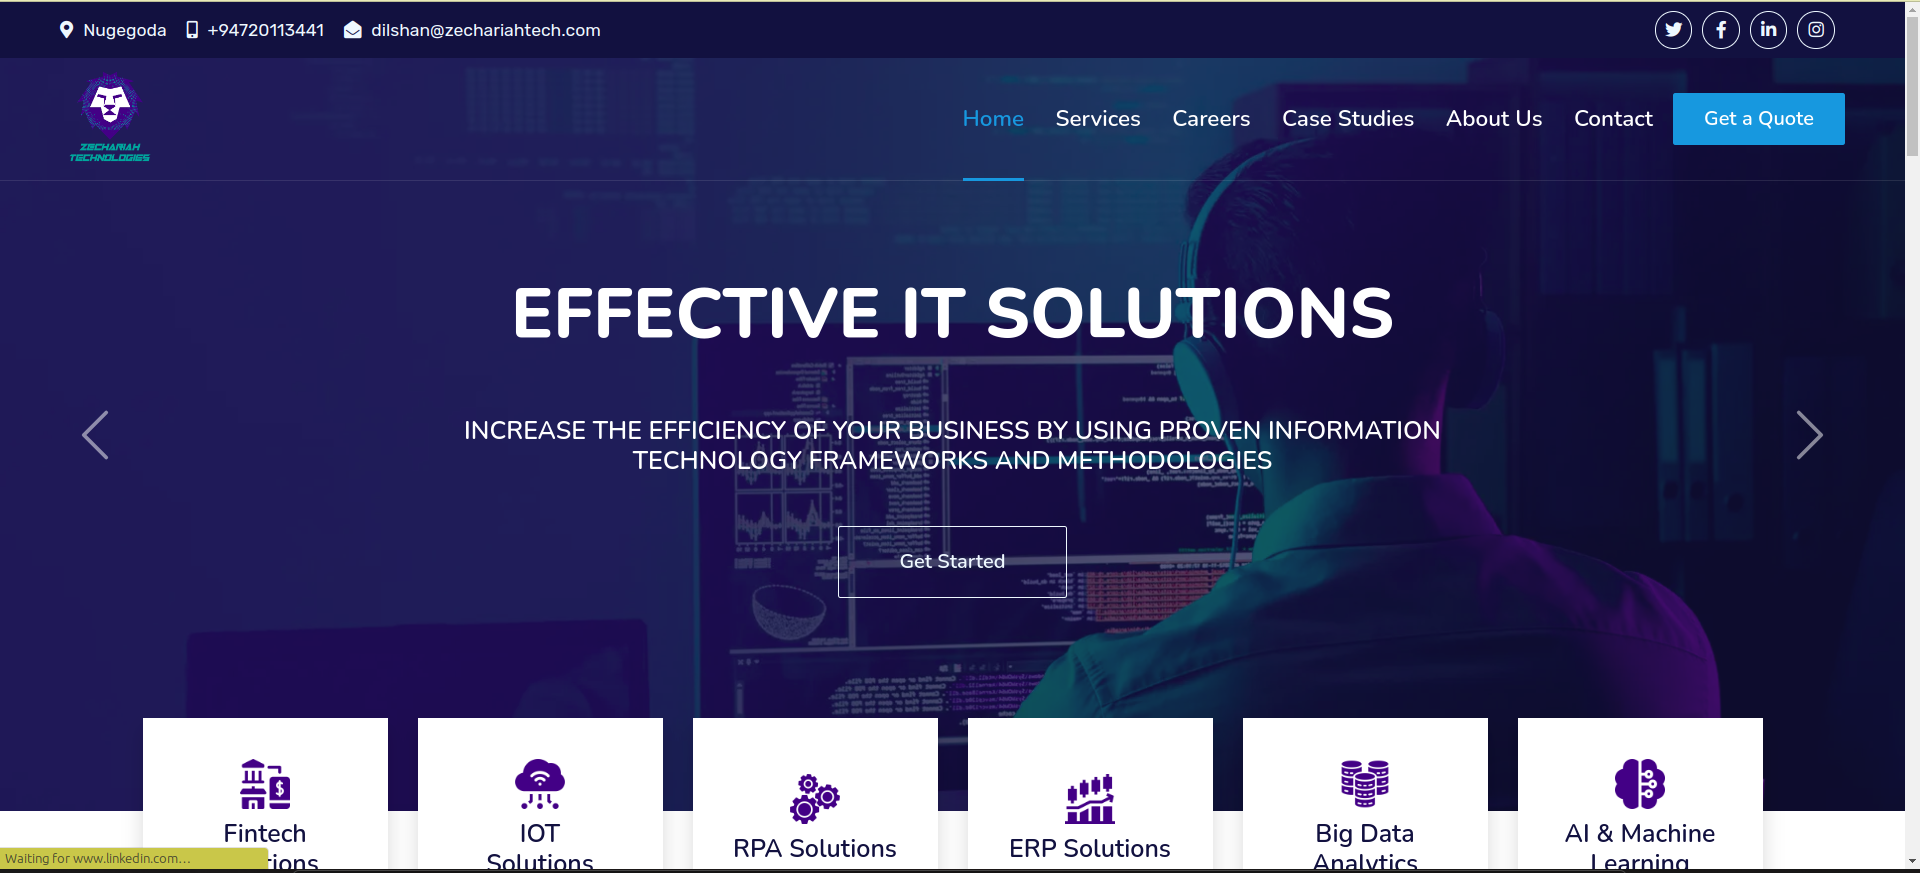 Nugegoda +94720113441 dilshan@zechariahtech.com
ZECHARIAH
TECHNOLOGIES
Home Services Careers Case Studies About Us Contact Get a Quote
EFFECTIVE IT SOLUTIONS
INCREASE THE EFFICIENCY OF YOUR BUSINESS BY USING PROVEN INFORMATION
TECHNOLOGY FRAMEWORKS AND METHODOLOGIES
Get Started
Fintech
IOT
Solutions
RPA Solutions
ERP Solutions
Big Data
Analytics
AI & Machine
Learning
Waiting for www.linkedin.com...